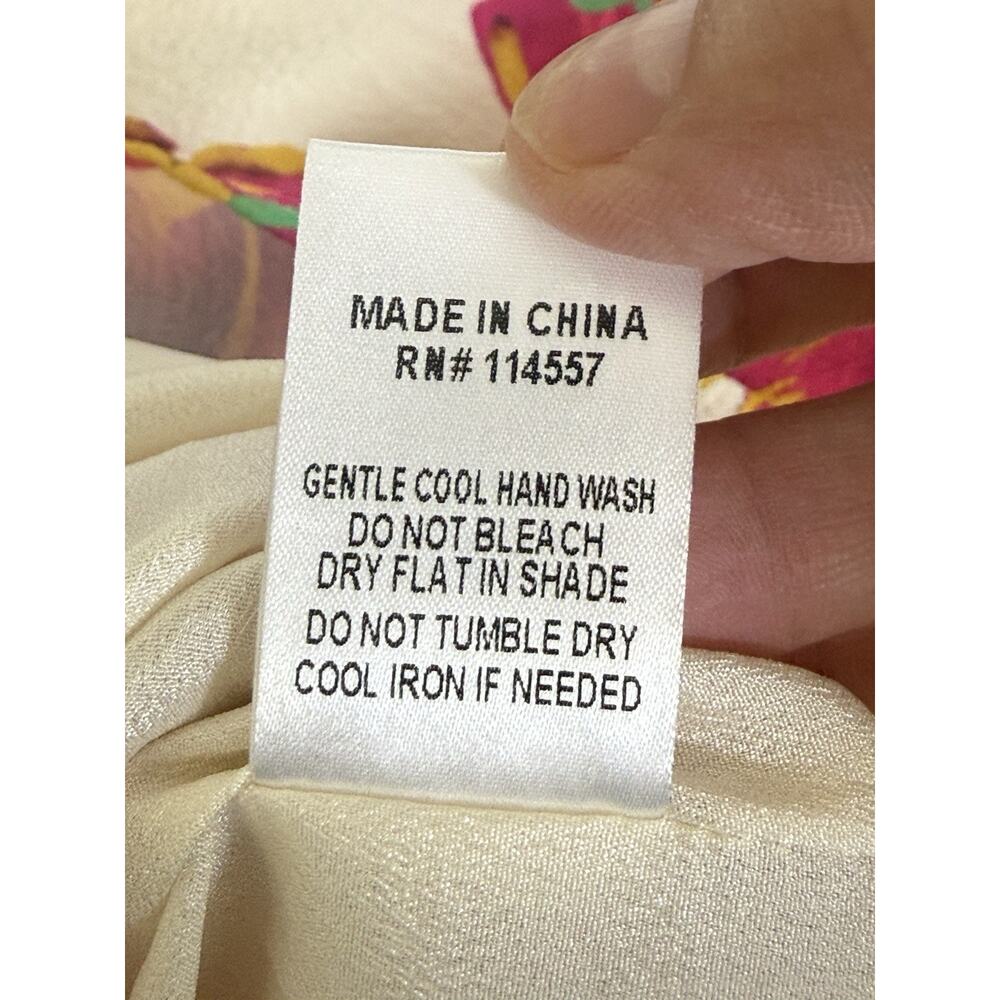 MADE IN CHINA
RN# 114557
GENTLE COOL HAND WASH
DO NOT BLEACH
DRY FLAT IN SHADE
DO NOT TUMBLE DRY
COOL IRON IF NEEDED